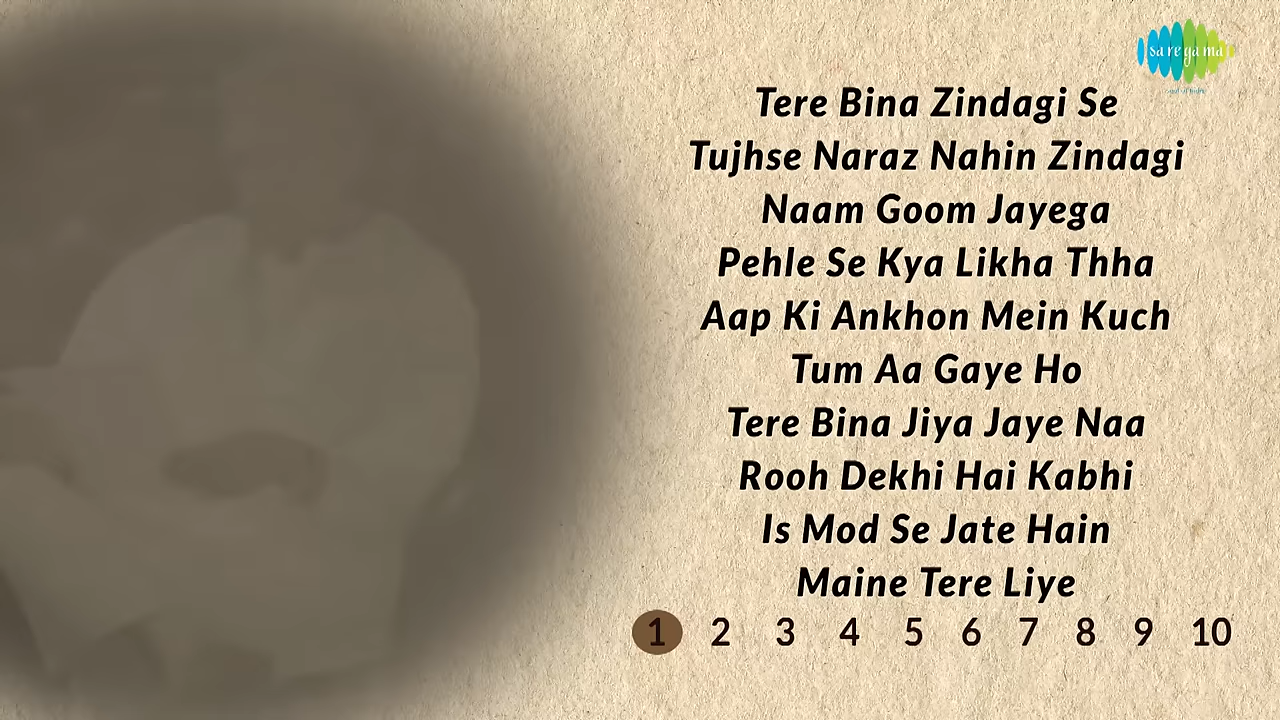 sa re ga ma
Tere Bina Zindagi Se
Tujhse Naraz Nahin Zindagi
Naam Goom Jayega
Pehle Se Kya Likha Thha
Aap Ki Ankhon Mein Kuch
Tum Aa Gaye Ho
Tere Bina Jiya Jaye Naa
Rooh Dekhi Hai Kabhi
Is Mod Se Jate Hain
Maine Tere Liye
1 2 3 4 5 6 7 8 9 10